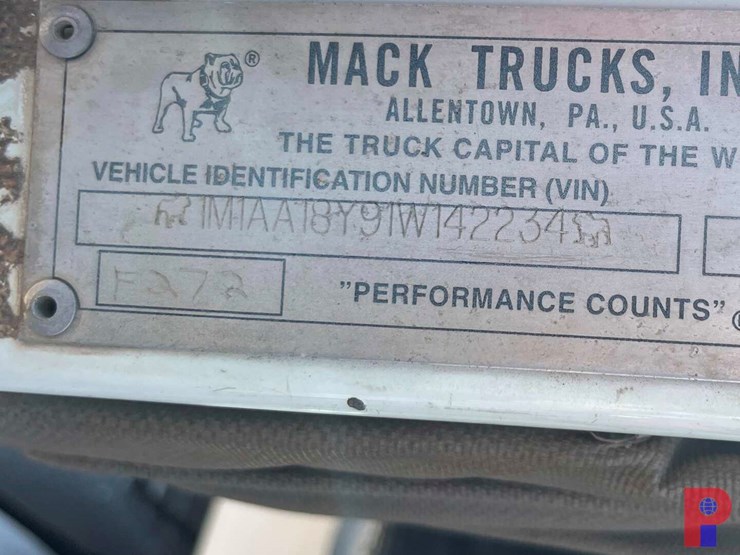 ®
MACK TRUCKS, IN
ALLENTOWN, PA., U.S.A.
THE TRUCK CAPITAL OF THE W
VEHICLE IDENTIFICATION NUMBER (VIN)
1M1AA18Y91W142234
F272
"PERFORMANCE COUNTS"®